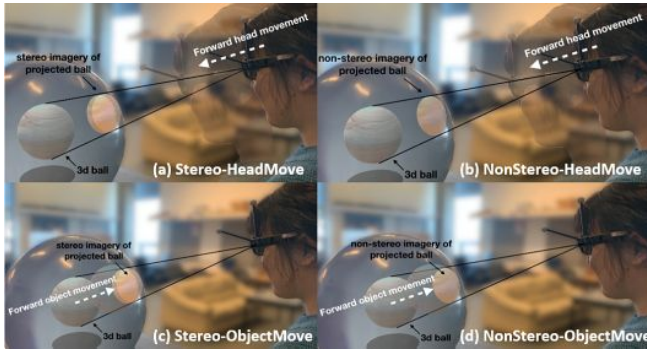 Forward head movement
stereo imagery of
projected ball
3d ball
(a) Stereo-HeadMove
Forward head movement
non-stereo imagery of
projected ball
3d ball
(b) NonStereo-HeadMove
stereo imagery of
projected ball
Forward object movement
3d ball
(c) Stereo-ObjectMove
non-stereo imagery of
projected ball
Forward object movement
3d ball
(d) NonStereo-ObjectMove